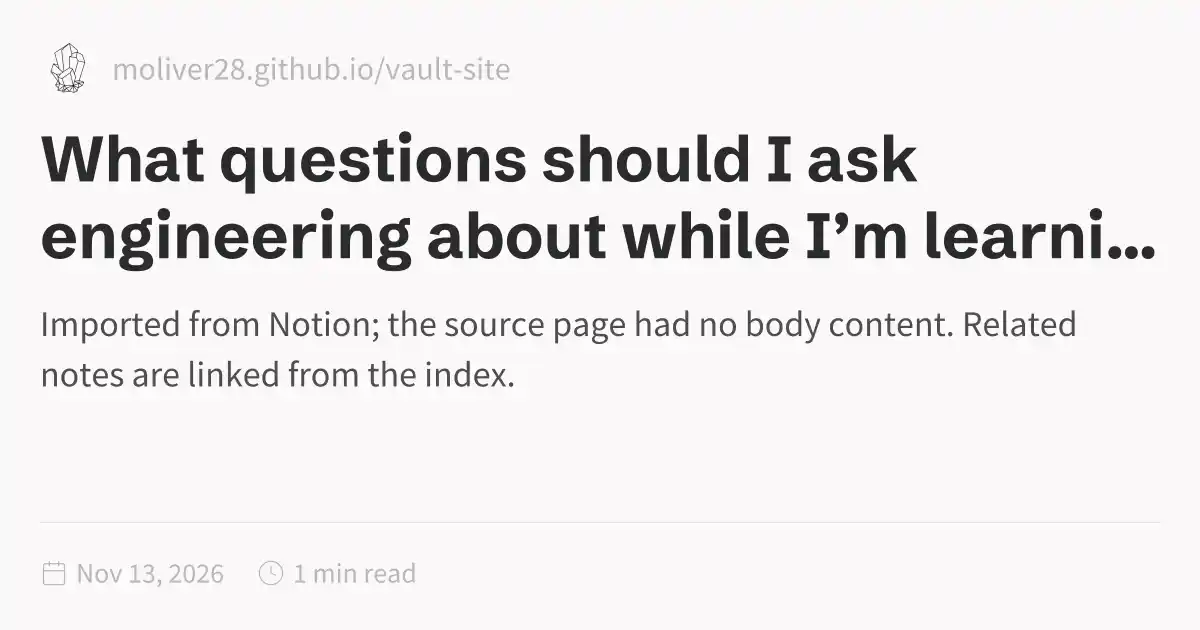 moliver28.github.io/vault-site
What questions should I ask
engineering about while I’m learni...
Imported from Notion; the source page had no body content. Related
notes are linked from the index.
Nov 13, 2026
1 min read